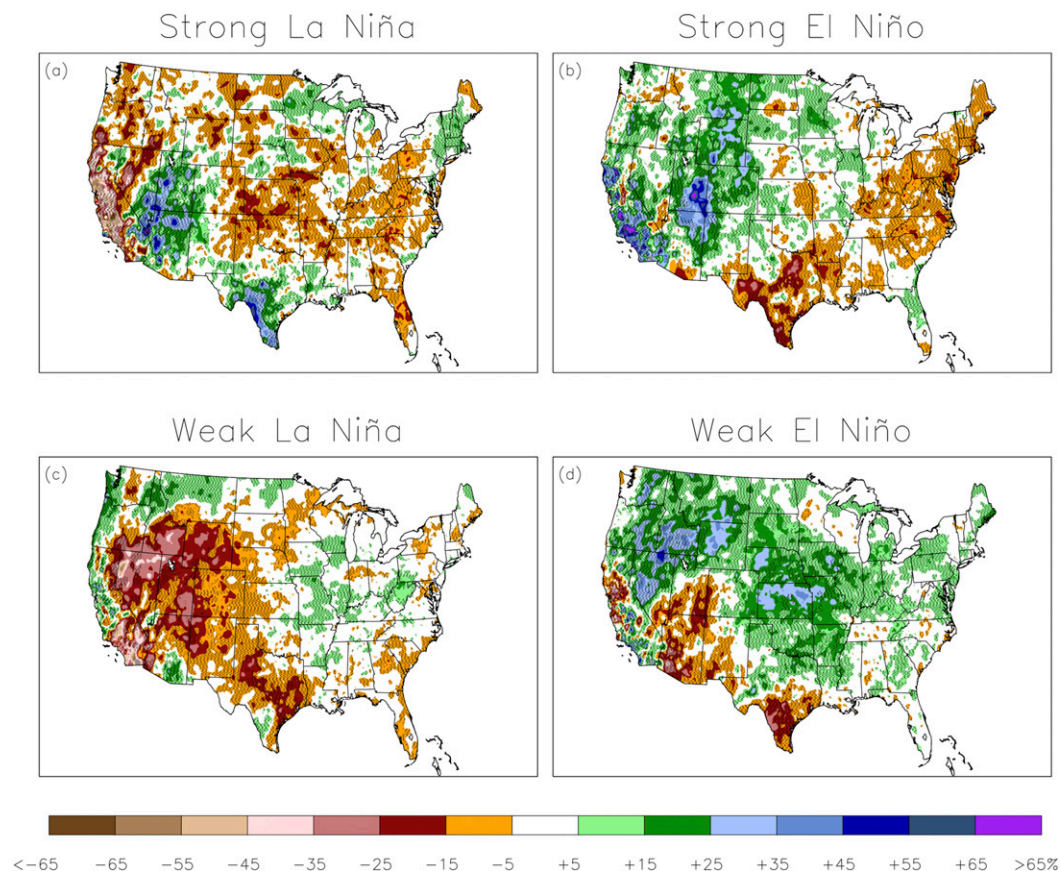 Strong La Niña
Strong El Niño
(a)
(b)
Weak La Niña
Weak El Niño
(c)
(d)
<-65 -65 -55 -45 -35 -25 -15 -5 +5 +15 +25 +35 +45 +55 +65 >65%